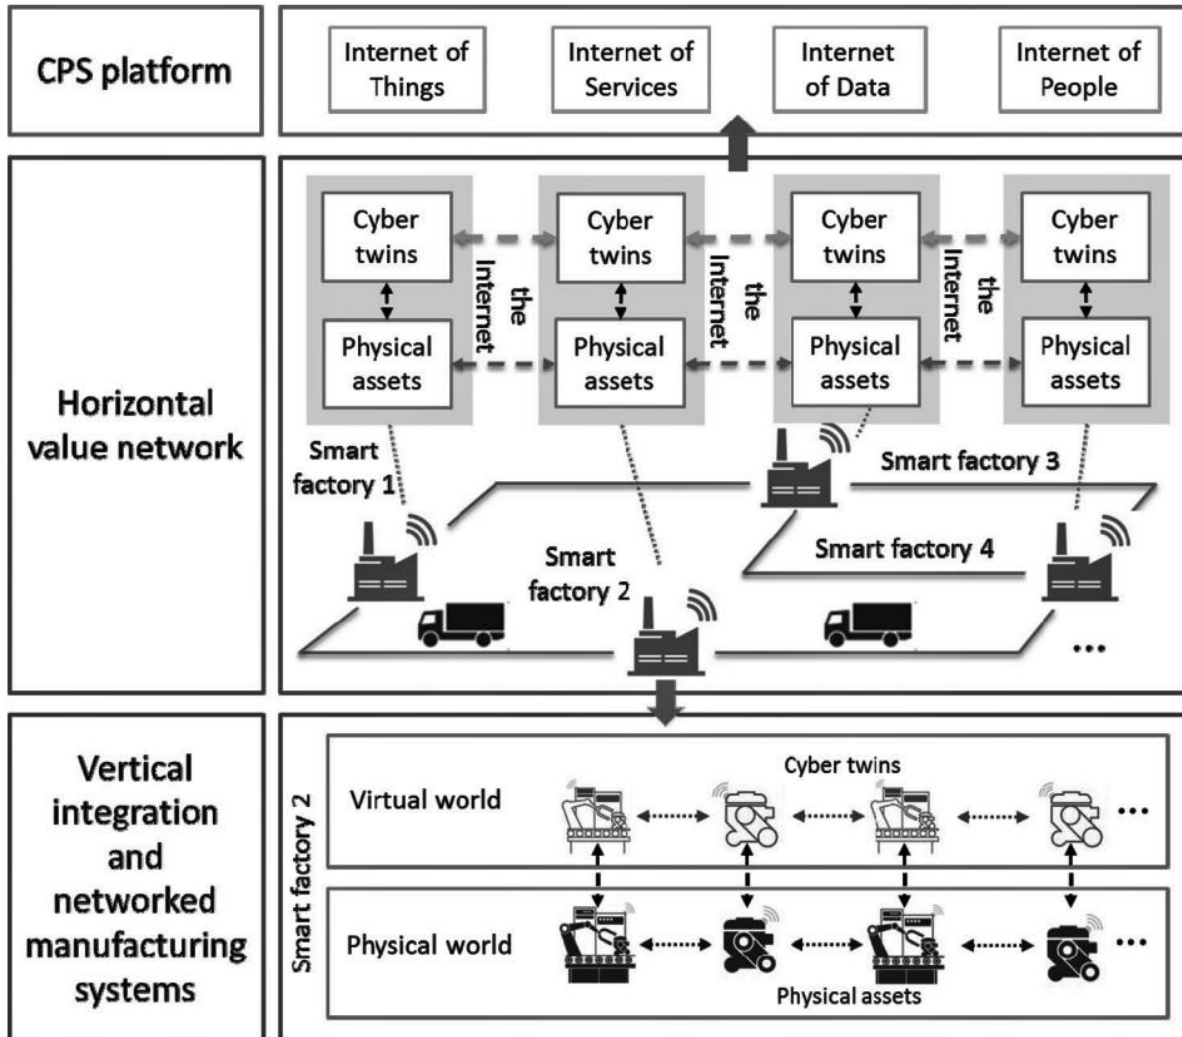 CPS platform
Internet of
Things
Internet of
Services
Internet
of Data
Internet of
People
Horizontal
value network
Cyber
twins
Cyber
twins
Cyber
twins
Cyber
twins
the
Internet
the
Internet
the
Internet
Physical
assets
Physical
assets
Physical
assets
Physical
assets
Smart
factory 1
Smart
factory 2
Smart factory 3
Smart factory 4
...
Vertical
integration
and
networked
manufacturing
systems
Smart factory 2
Virtual world
Cyber twins
...
Physical world
Physical assets
...